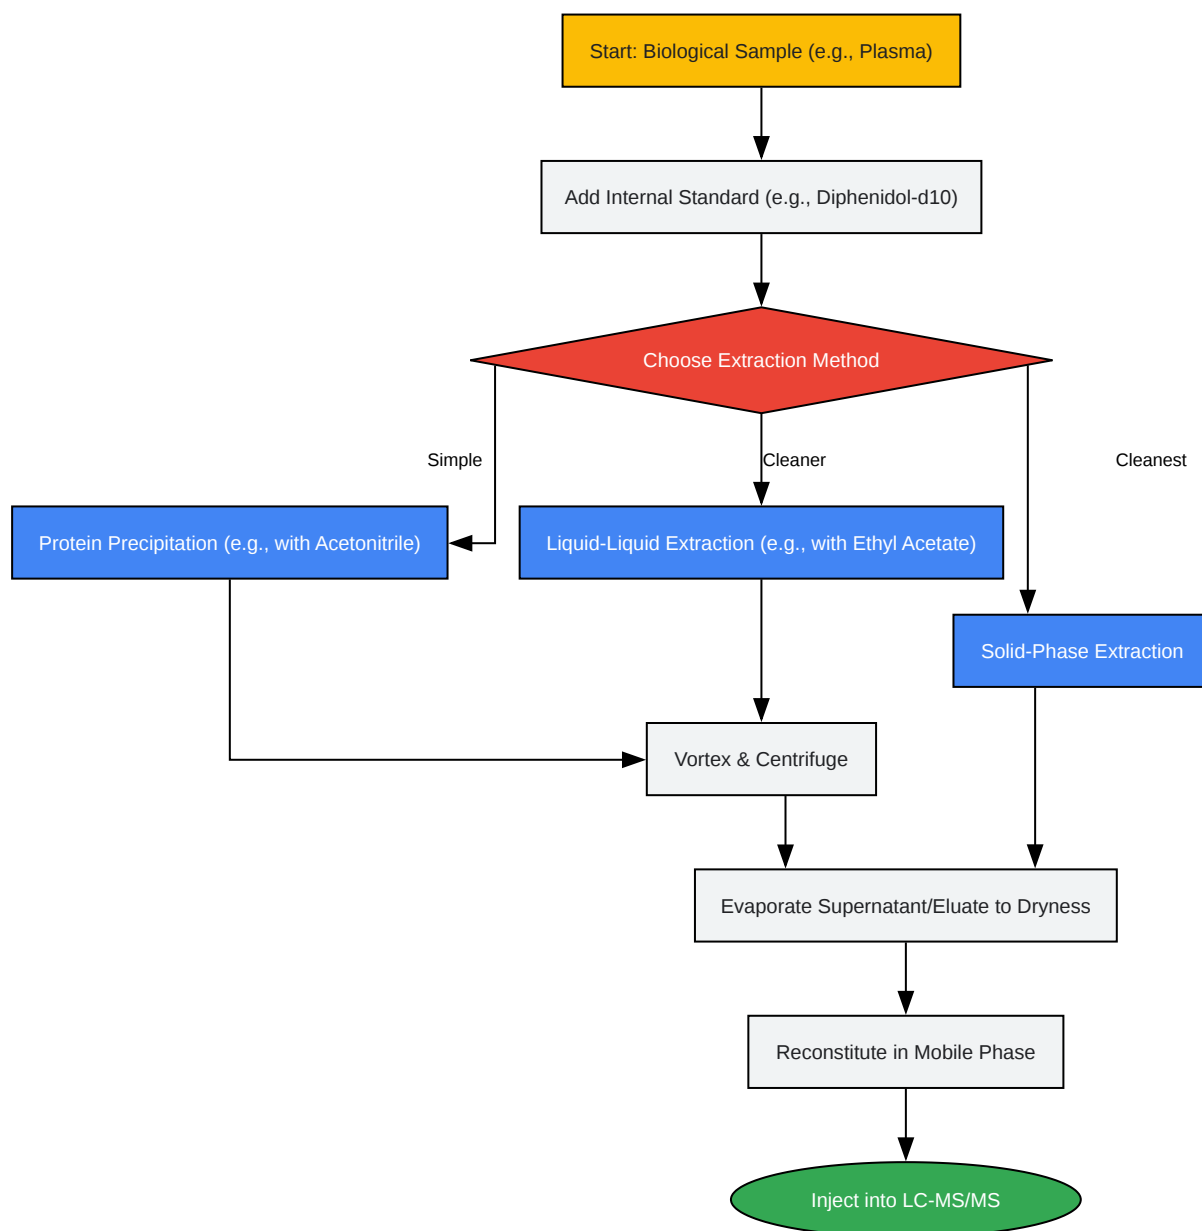 Start: Biological Sample (e.g., Plasma)
Add Internal Standard (e.g., Diphenidol-d10)
Choose Extraction Method
Simple
Cleaner
Cleanest
Protein Precipitation (e.g., with Acetonitrile)
Liquid-Liquid Extraction (e.g., with Ethyl Acetate)
Solid-Phase Extraction
Vortex & Centrifuge
Evaporate Supernatant/Eluate to Dryness
Reconstitute in Mobile Phase
Inject into LC-MS/MS